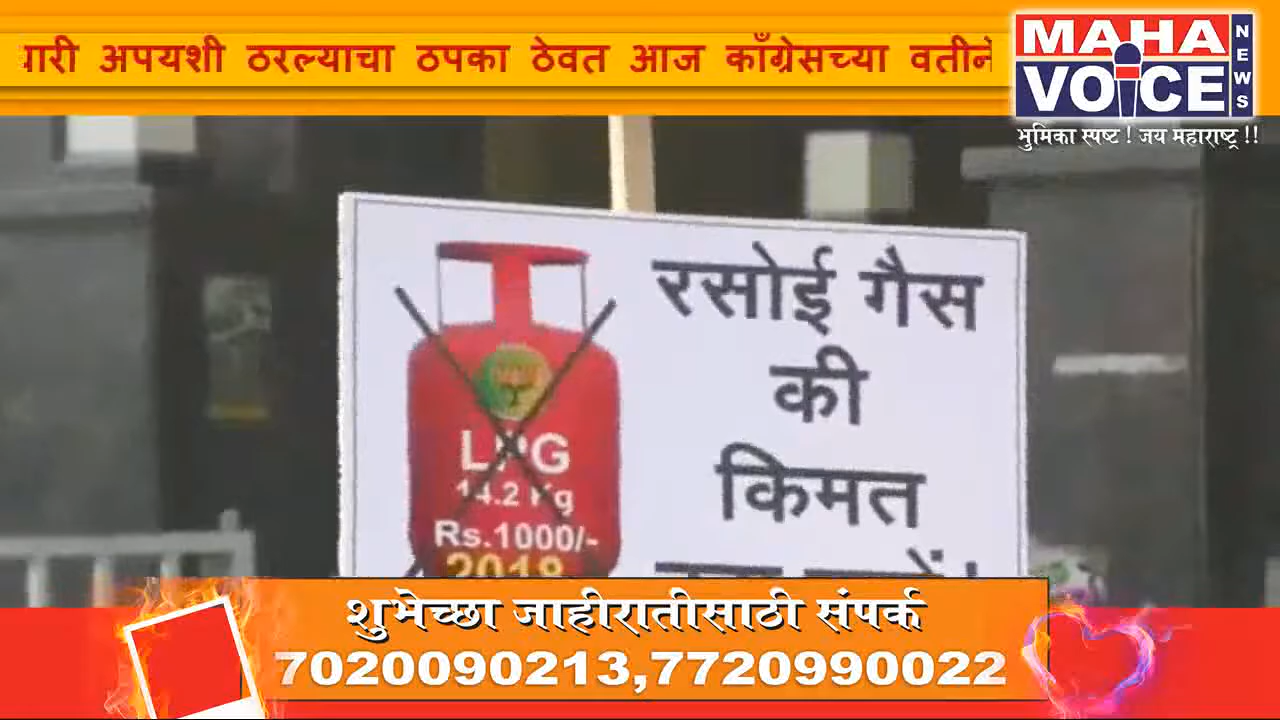 अपयशी ठरल्याचा ठपका ठेवत आज काँग्रेसच्या वतीने
MAHA
VOICE
NEWS
भुमिका स्पष्ट ! जय महाराष्ट्र !!
रसोई गैस
की
किमत
LPG
14.2 Kg
Rs.1000/-
2018
शुभेच्छा जाहीरातीसाठी संपर्क
7020090213,7720990022